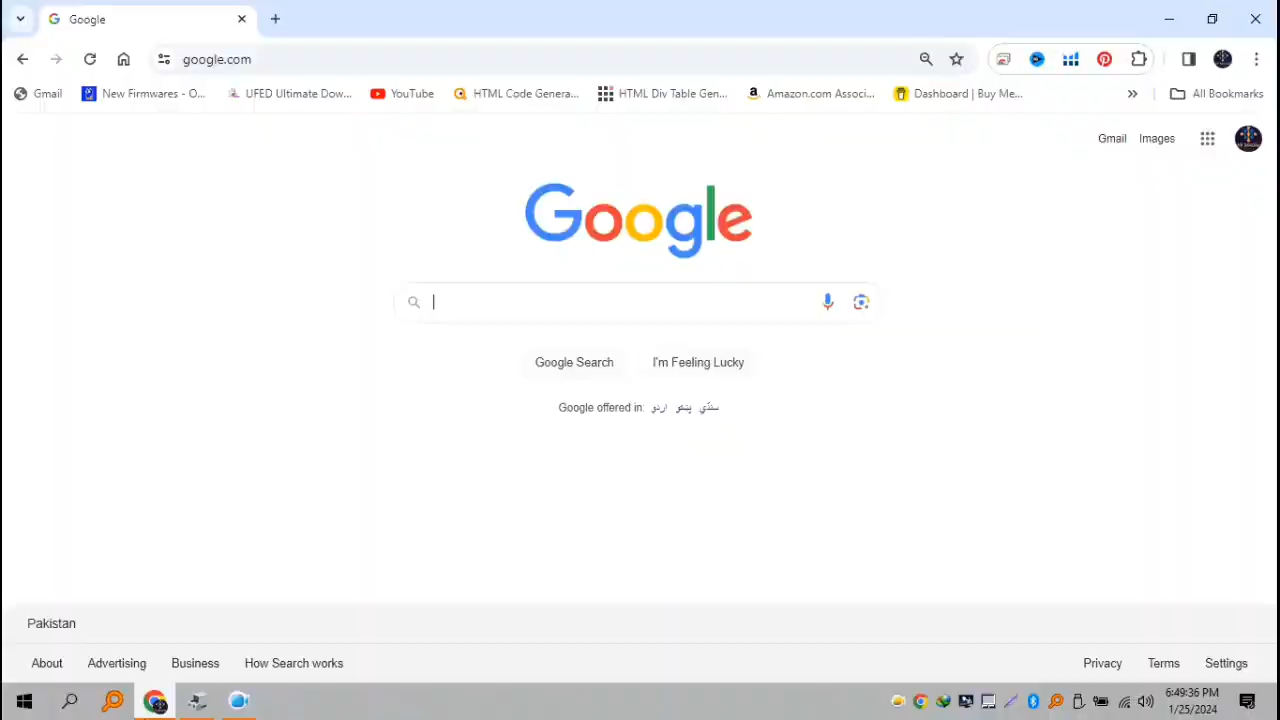 Google
google.com
Gmail
New Firmwares - O...
UFED Ultimate Dow...
YouTube
HTML Code Genera...
HTML Div Table Gen...
Amazon.com Associ...
Dashboard | Buy Me...
All Bookmarks
Gmail Images
Google
Google Search
I'm Feeling Lucky
Google offered in: اردو پښتو سنڌي
Pakistan
About Advertising Business How Search works
Privacy Terms Settings
6:49:36 PM
1/25/2024